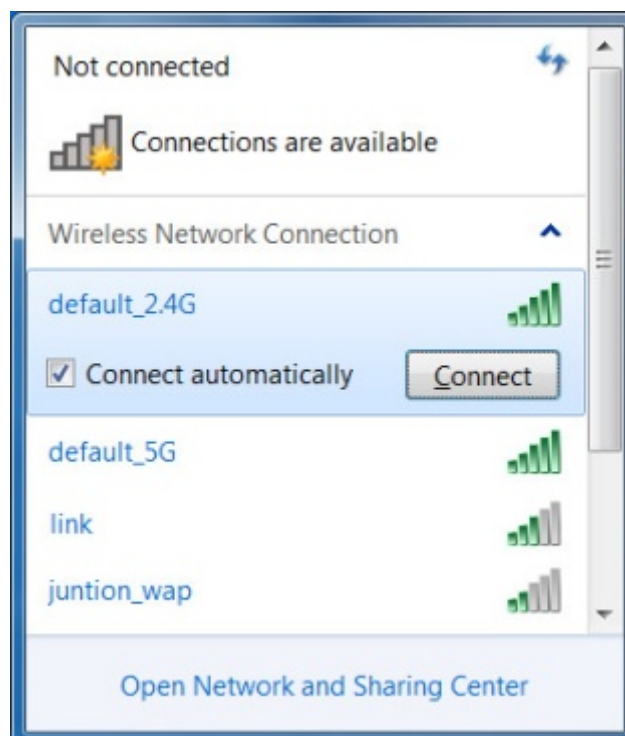 Not connected
Connections are available
Wireless Network Connection
default_2.4G
Connect automatically Connect
default_5G
link
juntion_wap
Open Network and Sharing Center